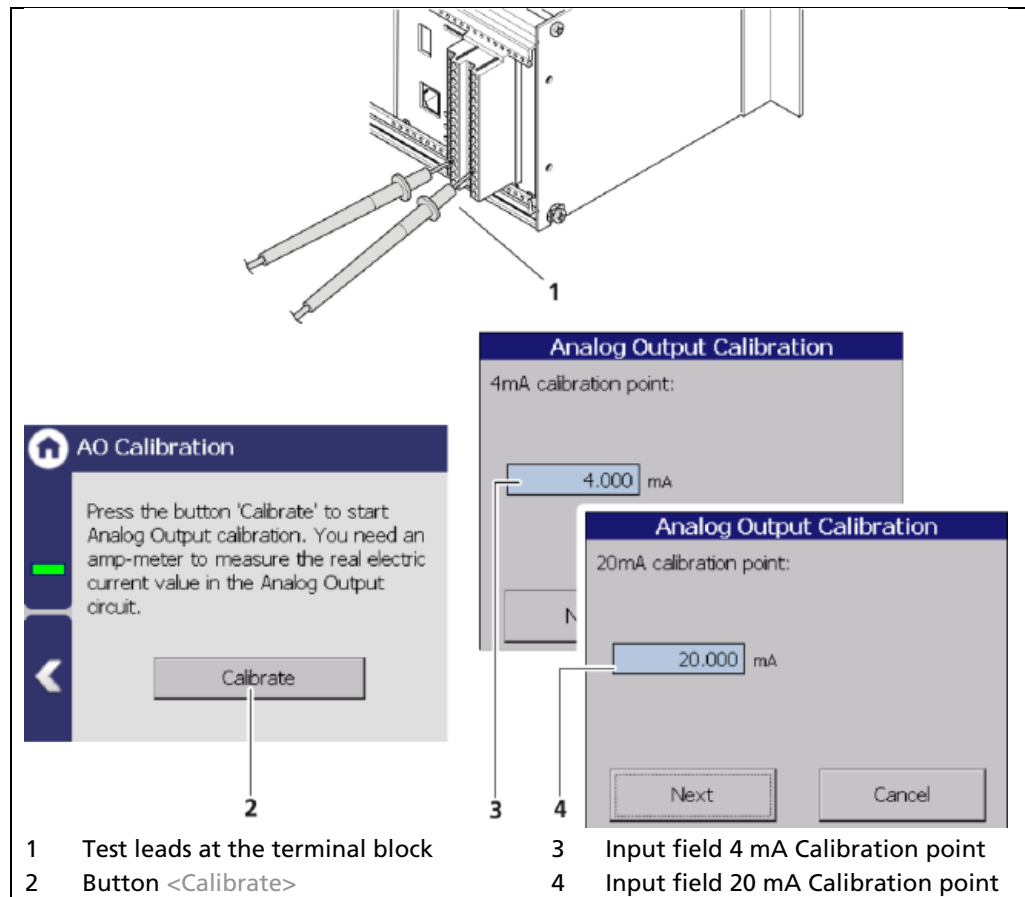 1
Analog Output Calibration
4mA calibration point:
4.000 mA
AO Calibration
Press the button 'Calibrate' to start
Analog Output calibration. You need an
amp-meter to measure the real electric
current value in the Analog Output
circuit.
Calibrate
Analog Output Calibration
20mA calibration point:
20.000 mA
Next
Cancel
2
3
4
1 Test leads at the terminal block
2 Button <Calibrate>
3 Input field 4 mA Calibration point
4 Input field 20 mA Calibration point